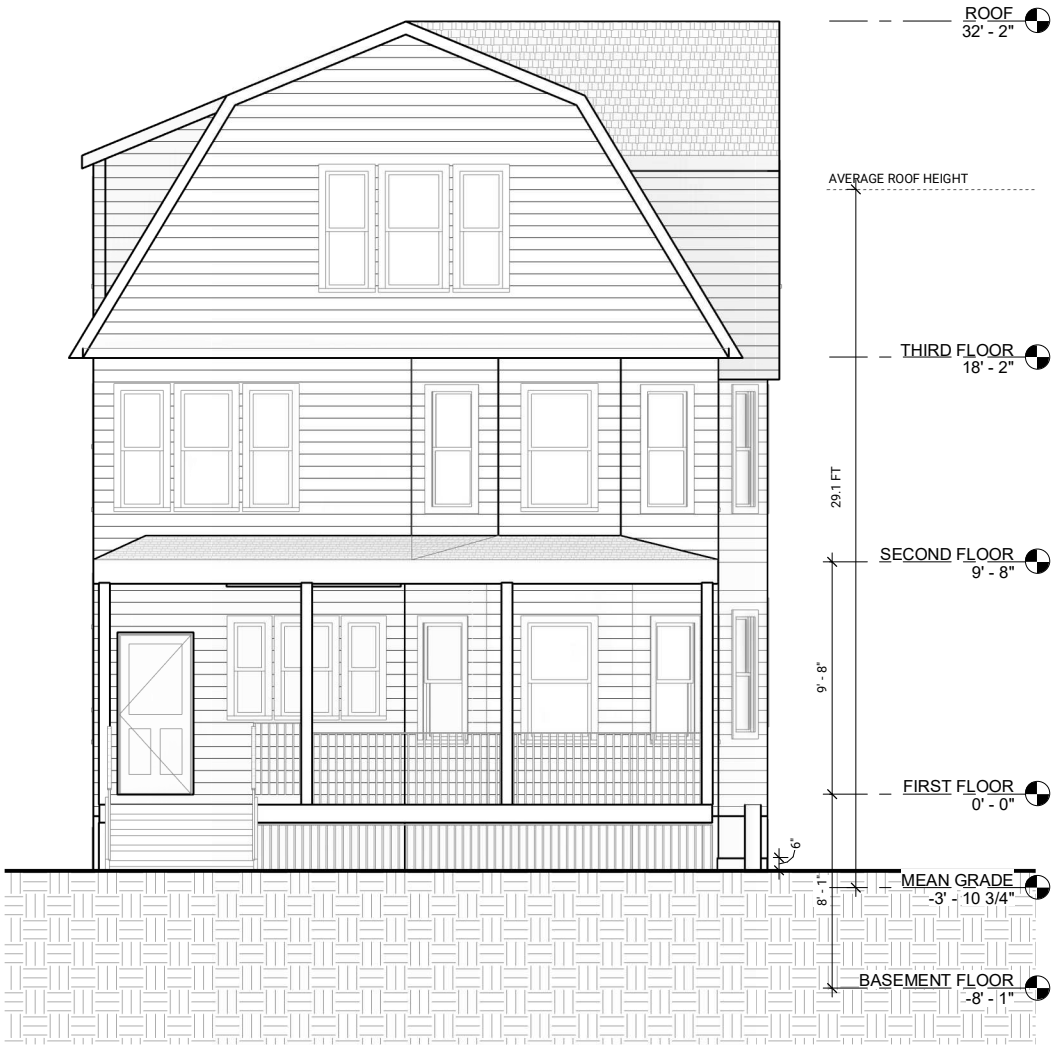 ROOF
32' - 2"
AVERAGE ROOF HEIGHT
THIRD FLOOR
18' - 2"
29.1 FT
SECOND FLOOR
9' - 8"
9' - 8"
FIRST FLOOR
0' - 0"
6"
8' - 1"
MEAN GRADE
-3' - 10 3/4"
BASEMENT FLOOR
-8' - 1"